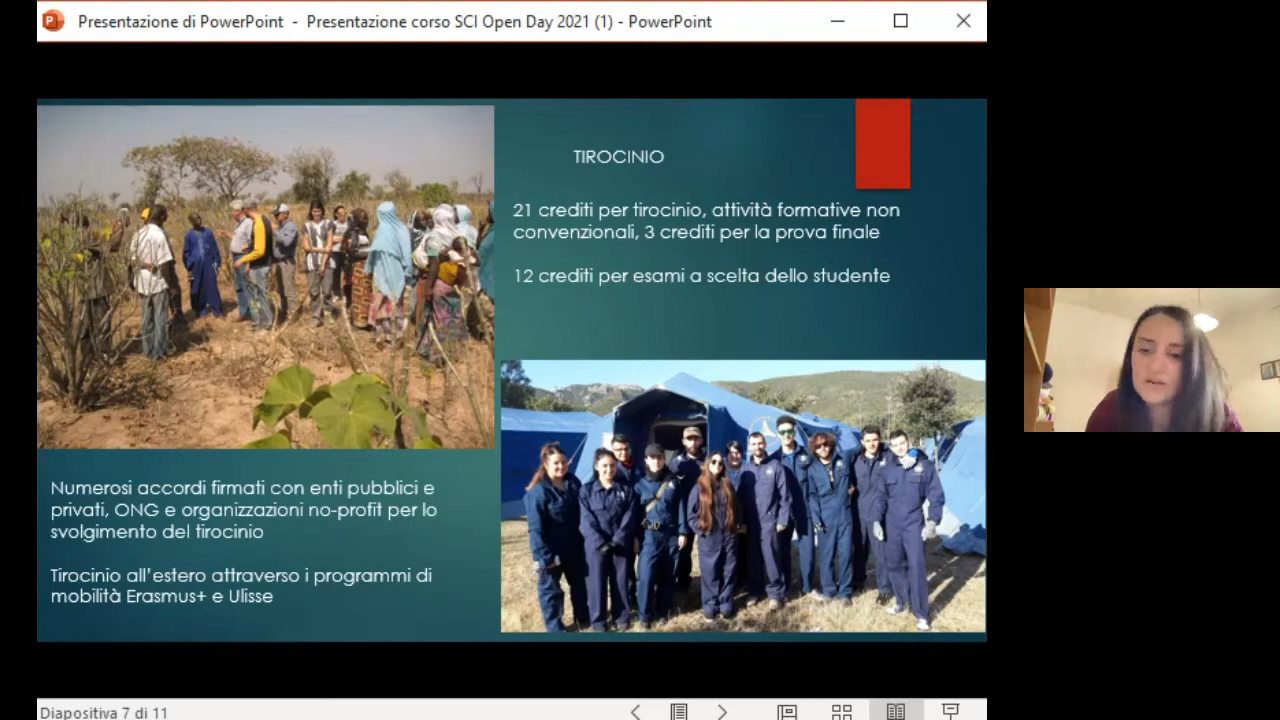 Presentazione di PowerPoint - Presentazione corso SCI Open Day 2021 (1) - PowerPoint
TIROCINIO
21 crediti per tirocinio, attività formative non
convenzionali, 3 crediti per la prova finale
12 crediti per esami a scelta dello studente
Numerosi accordi firmati con enti pubblici e
privati, ONG e organizzazioni no-profit per lo
svolgimento del tirocinio
Tirocinio all'estero attraverso i programmi di
mobilità Erasmus+ e Ulisse
Diapositiva 7 di 11